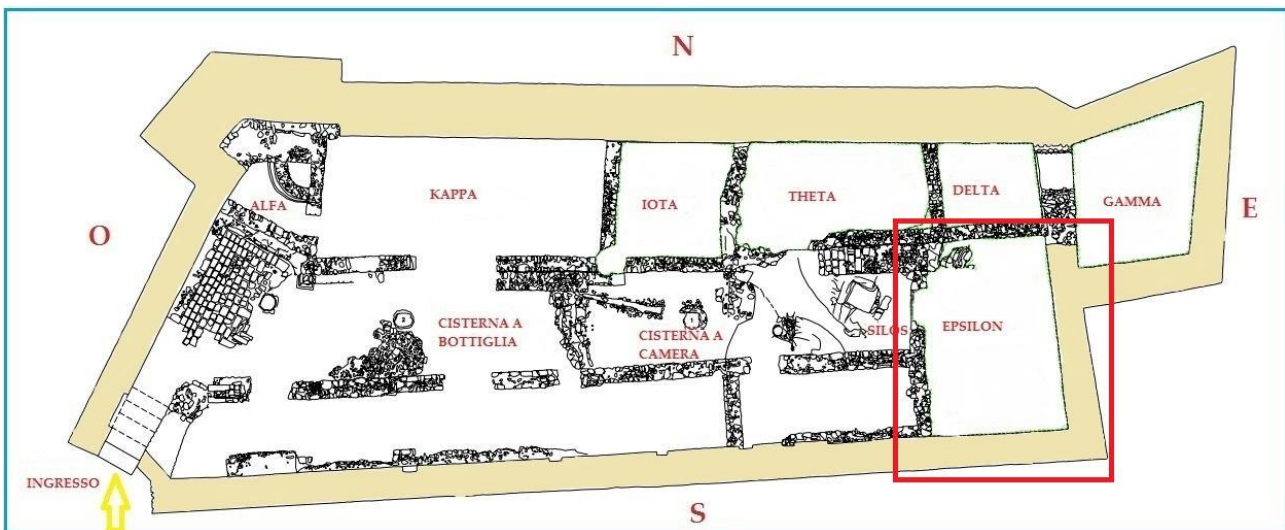 N
KAPPA
ALFA
IOTA
THETA
DELTA
GAMMA
E
O
CISTERNA A
BOTTIGLIA
CISTERNA A
CAMERA
SILOS
EPSILON
INGRESSO
S